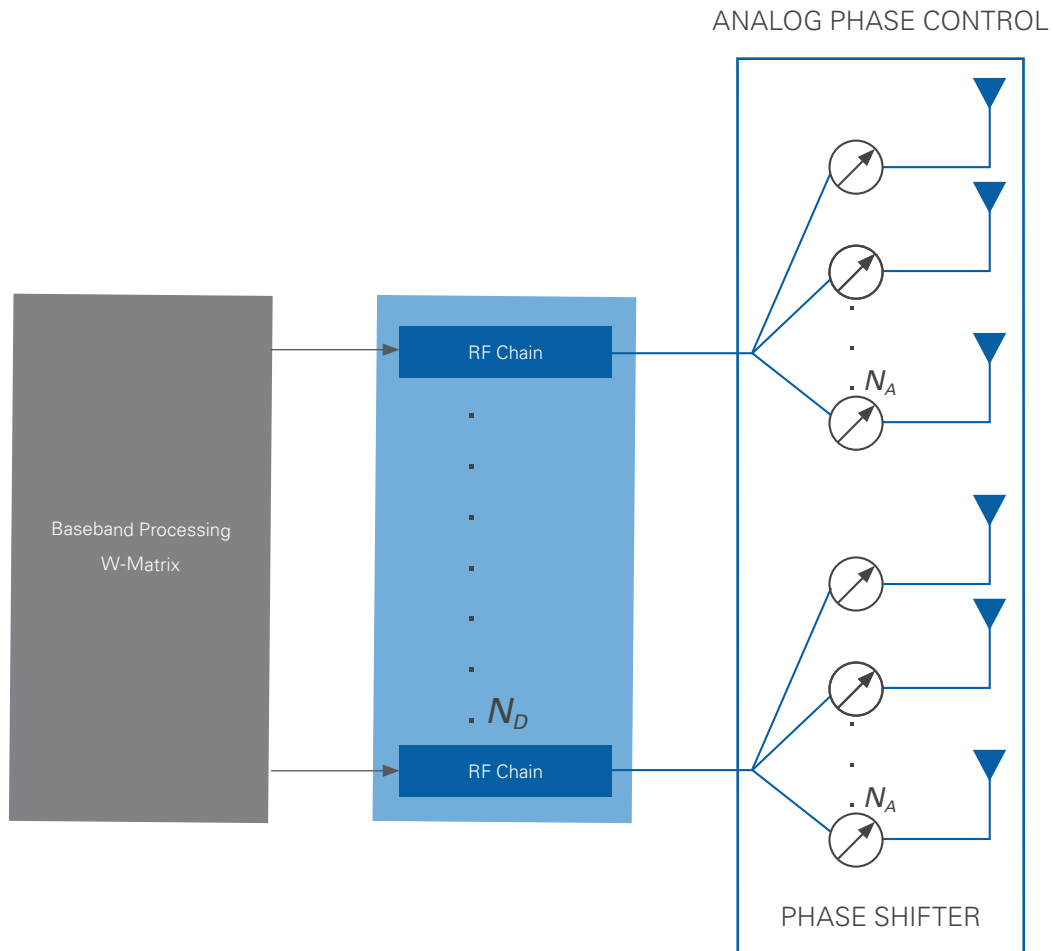 ANALOG PHASE CONTROL
RF Chain
N_A
Baseband Processing
W-Matrix
N_D
RF Chain
N_A
PHASE SHIFTER